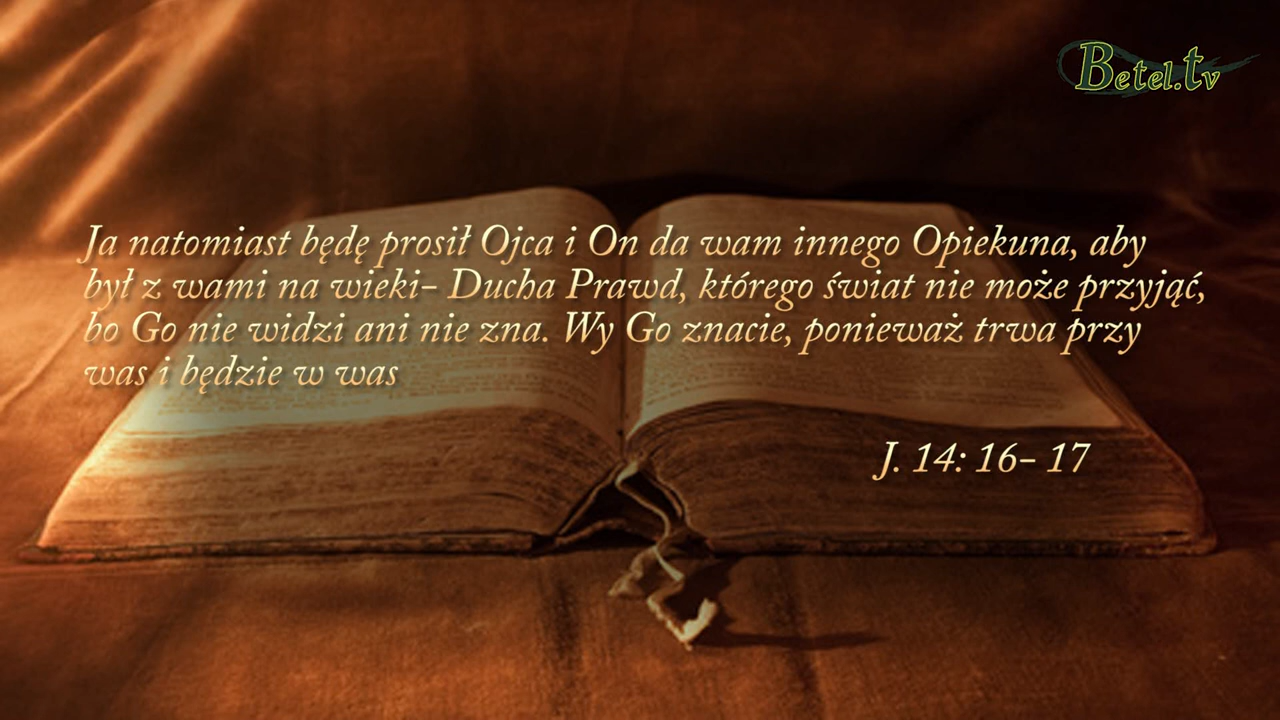 Betel.tv
Ja natomiast będę prosił Ojca i On da wam innego Opiekuna, aby
był z wami na wieki- Ducha Prawd, którego świat nie może przyjąć,
bo Go nie widzi ani nie zna. Wy Go znacie, ponieważ trwa przy
was i będzie w was
J. 14: 16- 17